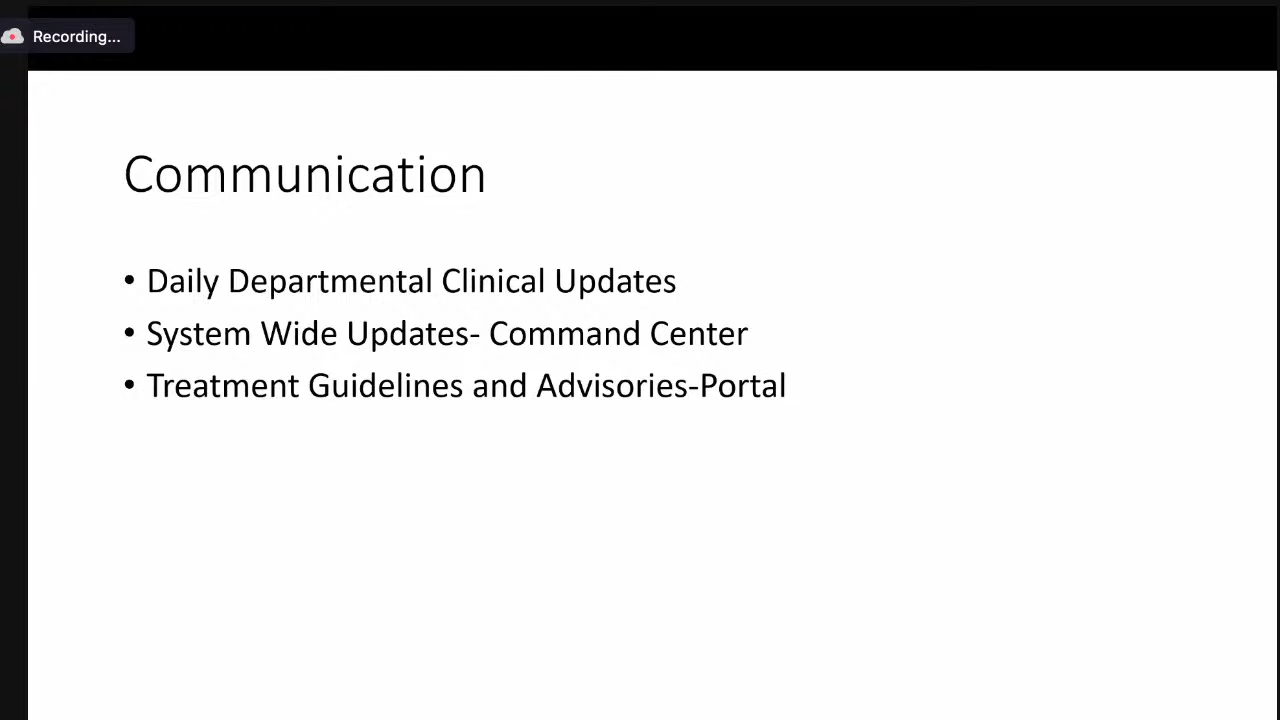 Recording...
Communication
• Daily Departmental Clinical Updates
• System Wide Updates- Command Center
• Treatment Guidelines and Advisories-Portal